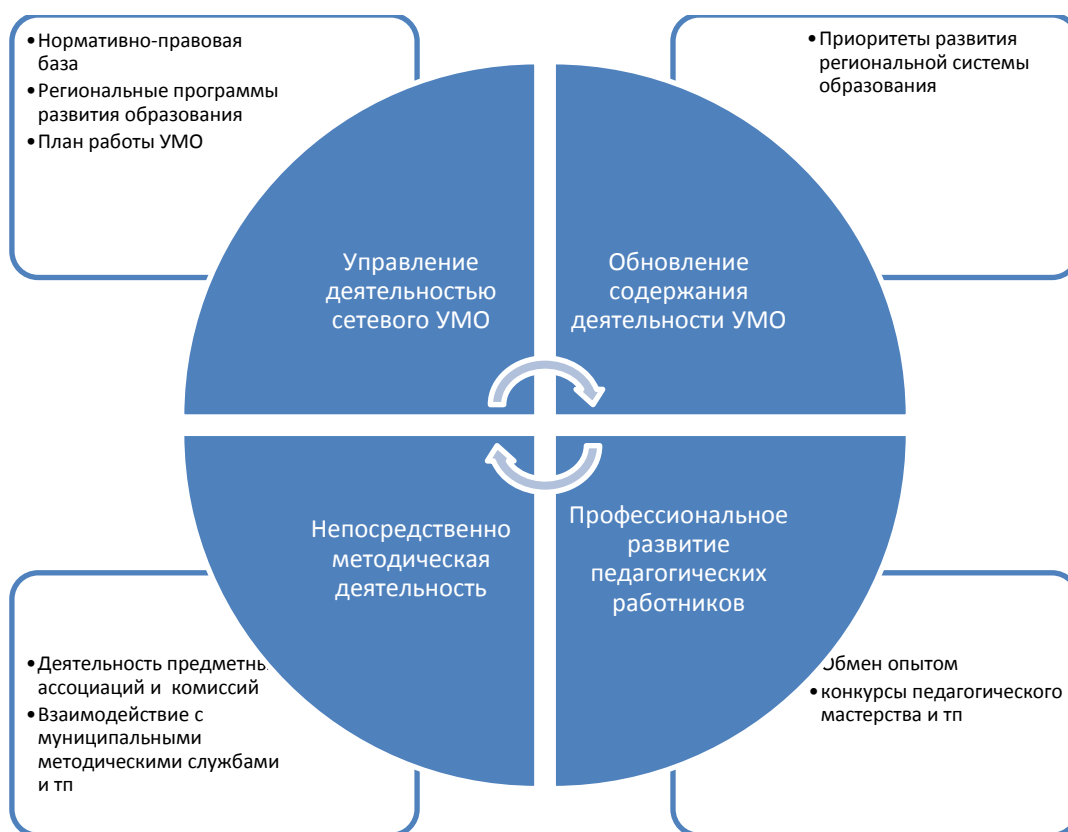 •Нормативно-правовая
база
•Региональные программы
развития образования
•План работы УМО
•Приоритеты развития
региональной системы
образования
Управление
деятельностью
сетевого УМО
Обновление
содержания
деятельности УМО
Непосредственно
методическая
деятельность
Профессиональное
развитие
педагогических
работников
•Деятельность
ассоциаций и комиссий
•Взаимодействие с
муниципальными
методическими службами
и тп
Обмен опытом
•конкурсы педагогического
мастерства и тп